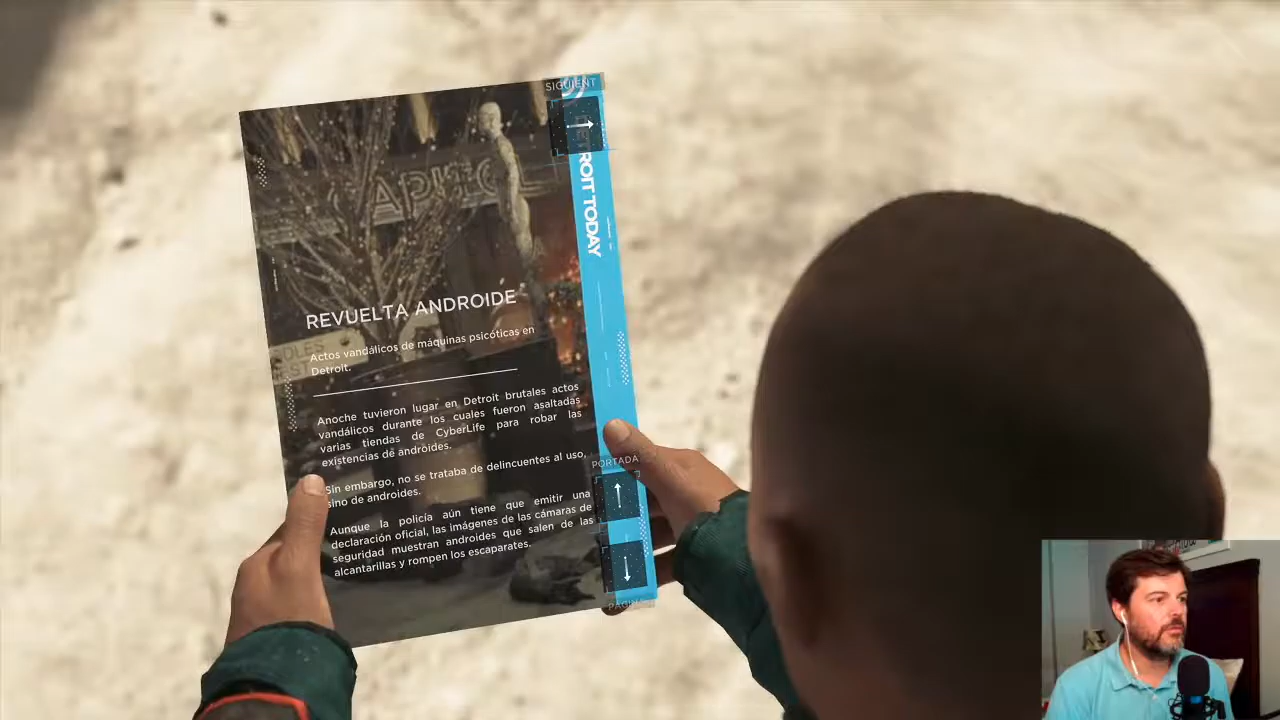 SIGUIENT
DETROIT TODAY
CAPITOL
REVUELTA ANDROIDE
Actos vandálicos de máquinas psicóticas en
Detroit.
Anoche tuvieron lugar en Detroit brutales actos
vandálicos durante los cuales fueron asaltadas
varias tiendas de CyberLife para robar las
existencias de androides.
Sin embargo, no se trataba de delincuentes al uso,
sino de androides.
Aunque la policía aún tiene que emitir una
declaración oficial, las imágenes de las cámaras de
seguridad muestran androides que salen de las
alcantarillas y rompen los escaparates.
PORTADA